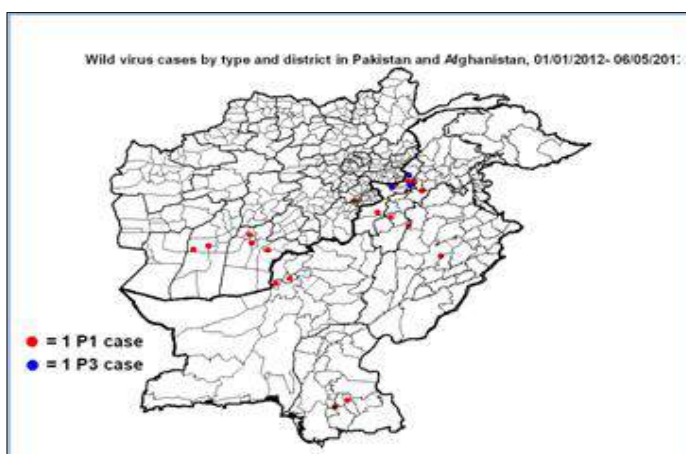 Wild virus cases by type and district in Pakistan and Afghanistan, 01/01/2012- 06/05/201
= 1 P1 case
= 1 P3 case